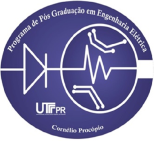 Programa de Pós Graduação em Engenharia Elétrica
UTFPR
Cornélio Procópio